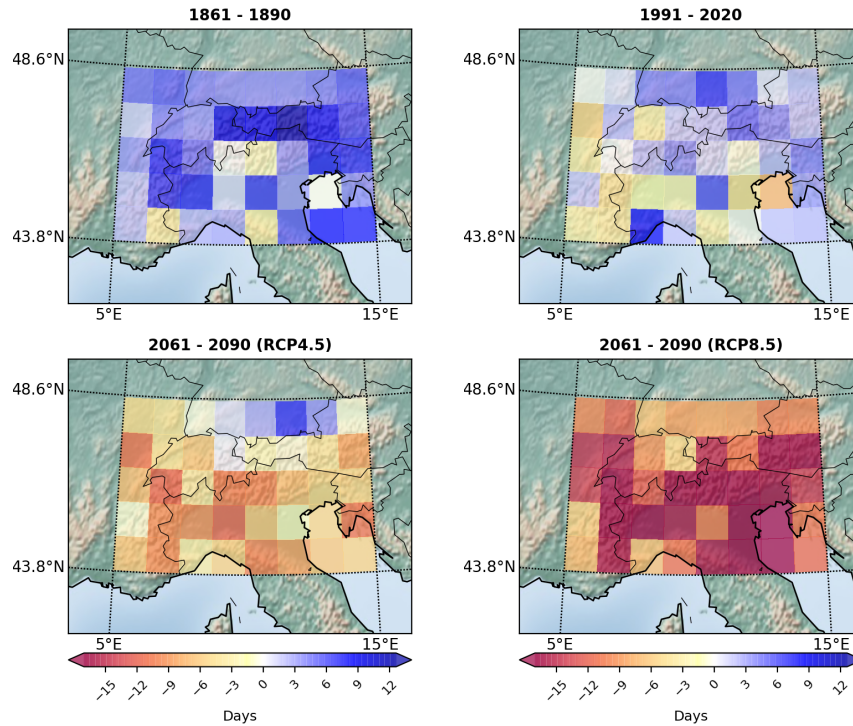 1861 - 1890
1991 - 2020
48.6°N
48.6°N
43.8°N
43.8°N
5°E
15°E
5°E
15°E
2061 - 2090 (RCP4.5)
2061 - 2090 (RCP8.5)
48.6°N
48.6°N
43.8°N
43.8°N
5°E
15°E
5°E
15°E
−15 −12 −9 −6 −3 0 3 6 9 12
−15 −12 −9 −6 −3 0 3 6 9 12
Days
Days